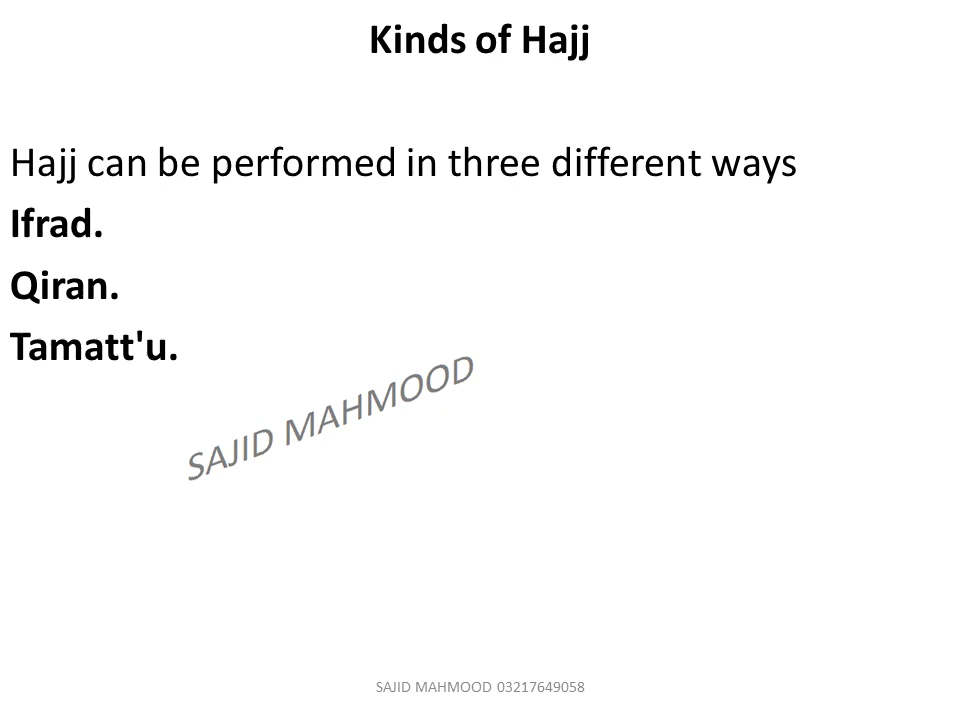 Kinds of Hajj
Hajj can be performed in three different ways
Ifrad.
Qiran.
Tamatt'u.
SAJID MAHMOOD
SAJID MAHMOOD 03217649058